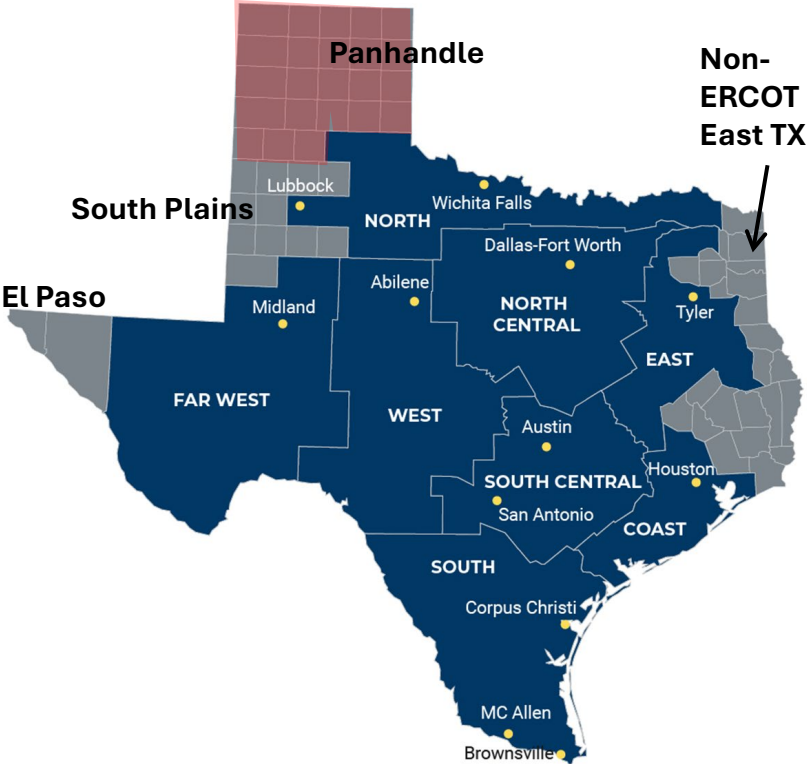 Panhandle
Non-
ERCOT
East TX
Lubbock
Wichita Falls
South Plains
NORTH
Dallas-Fort Worth
El Paso
Abilene
Midland
NORTH
CENTRAL
Tyler
EAST
FAR WEST
WEST
Austin
Houston
SOUTH CENTRAL
San Antonio
COAST
SOUTH
Corpus Christi
MC Allen
Brownsville